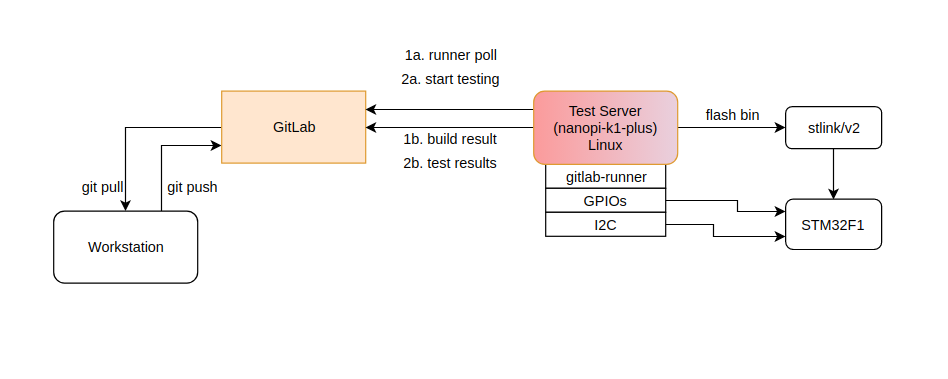 1a. runner poll
2a. start testing
GitLab
Test Server
(nanopi-k1-plus)
Linux
flash bin
stlink/v2
1b. build result
2b. test results
gitlab-runner
GPIOs
I2C
STM32F1
git pull
git push
Workstation